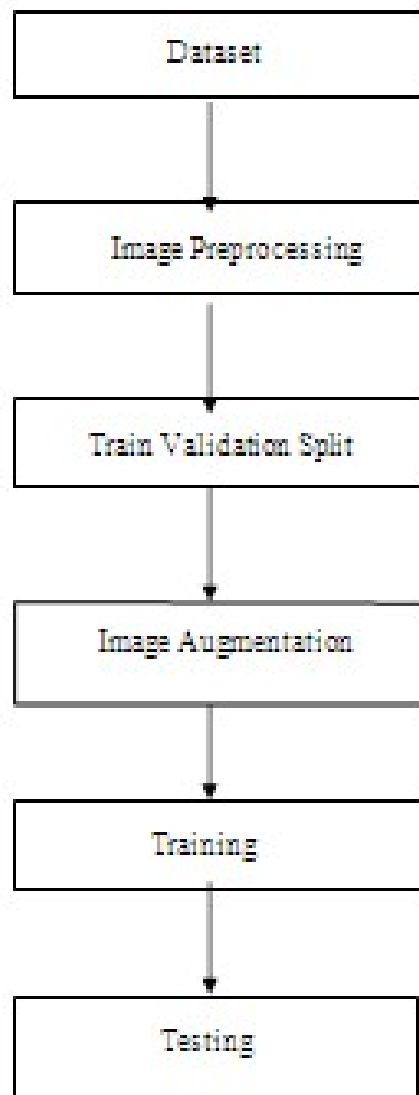 Dataset
Image Preprocessing
Train Validation Split
Image Augmentation
Training
Testing